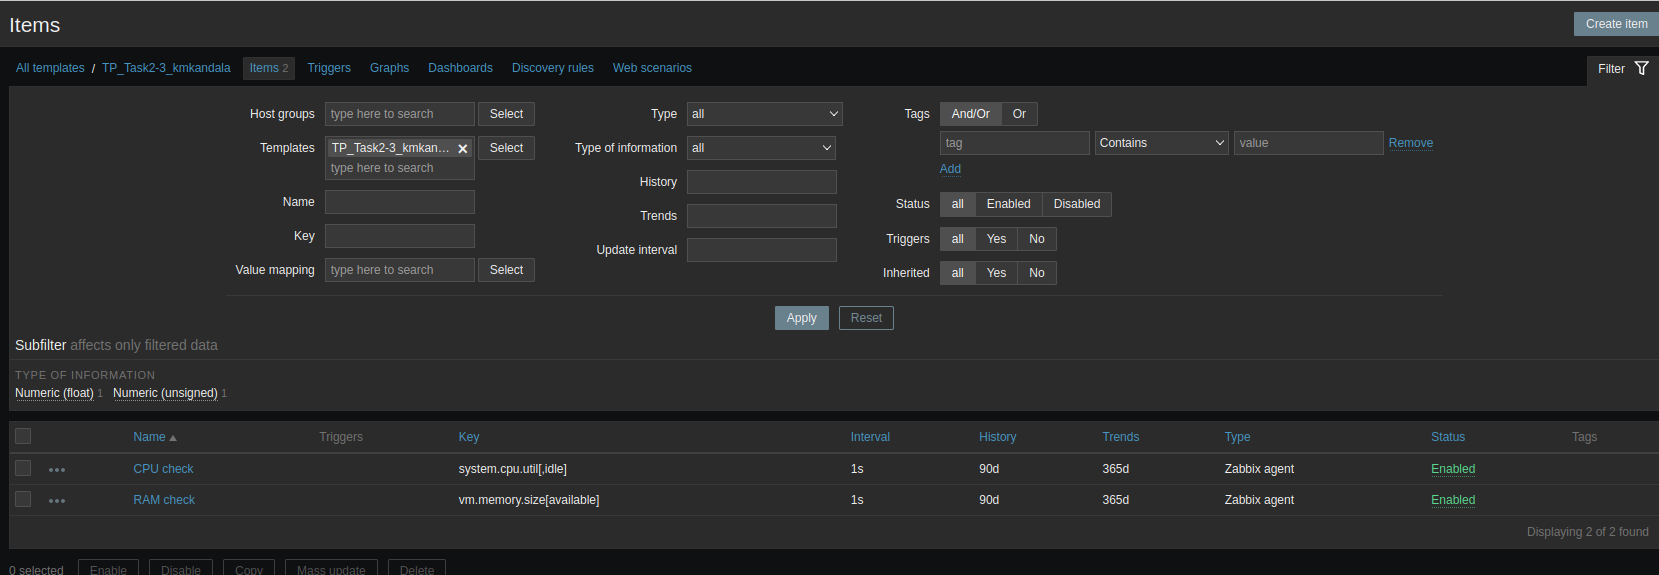 Items
Create item
All templates / TP_Task2-3_kmkandala Items 2 Triggers Graphs Dashboards Discovery rules Web scenarios
Filter
Host groups type here to search Select
Templates TP_Task2-3_kmkan... Select
type here to search
Name
Key
Value mapping type here to search Select
Type all
Type of information all
History
Trends
Update interval
Tags And/Or Or
tag Contains value Remove
Add
Status all Enabled Disabled
Triggers all Yes No
Inherited all Yes No
Apply Reset
Subfilter affects only filtered data
TYPE OF INFORMATION
Numeric (float) 1 Numeric (unsigned) 1
Name Triggers Key Interval History Trends Type Status Tags
CPU check system.cpu.util[,idle] 1s 90d 365d Zabbix agent Enabled
RAM check vm.memory.size[available] 1s 90d 365d Zabbix agent Enabled
Displaying 2 of 2 found
0 selected Enable Disable Copy Mass update Delete